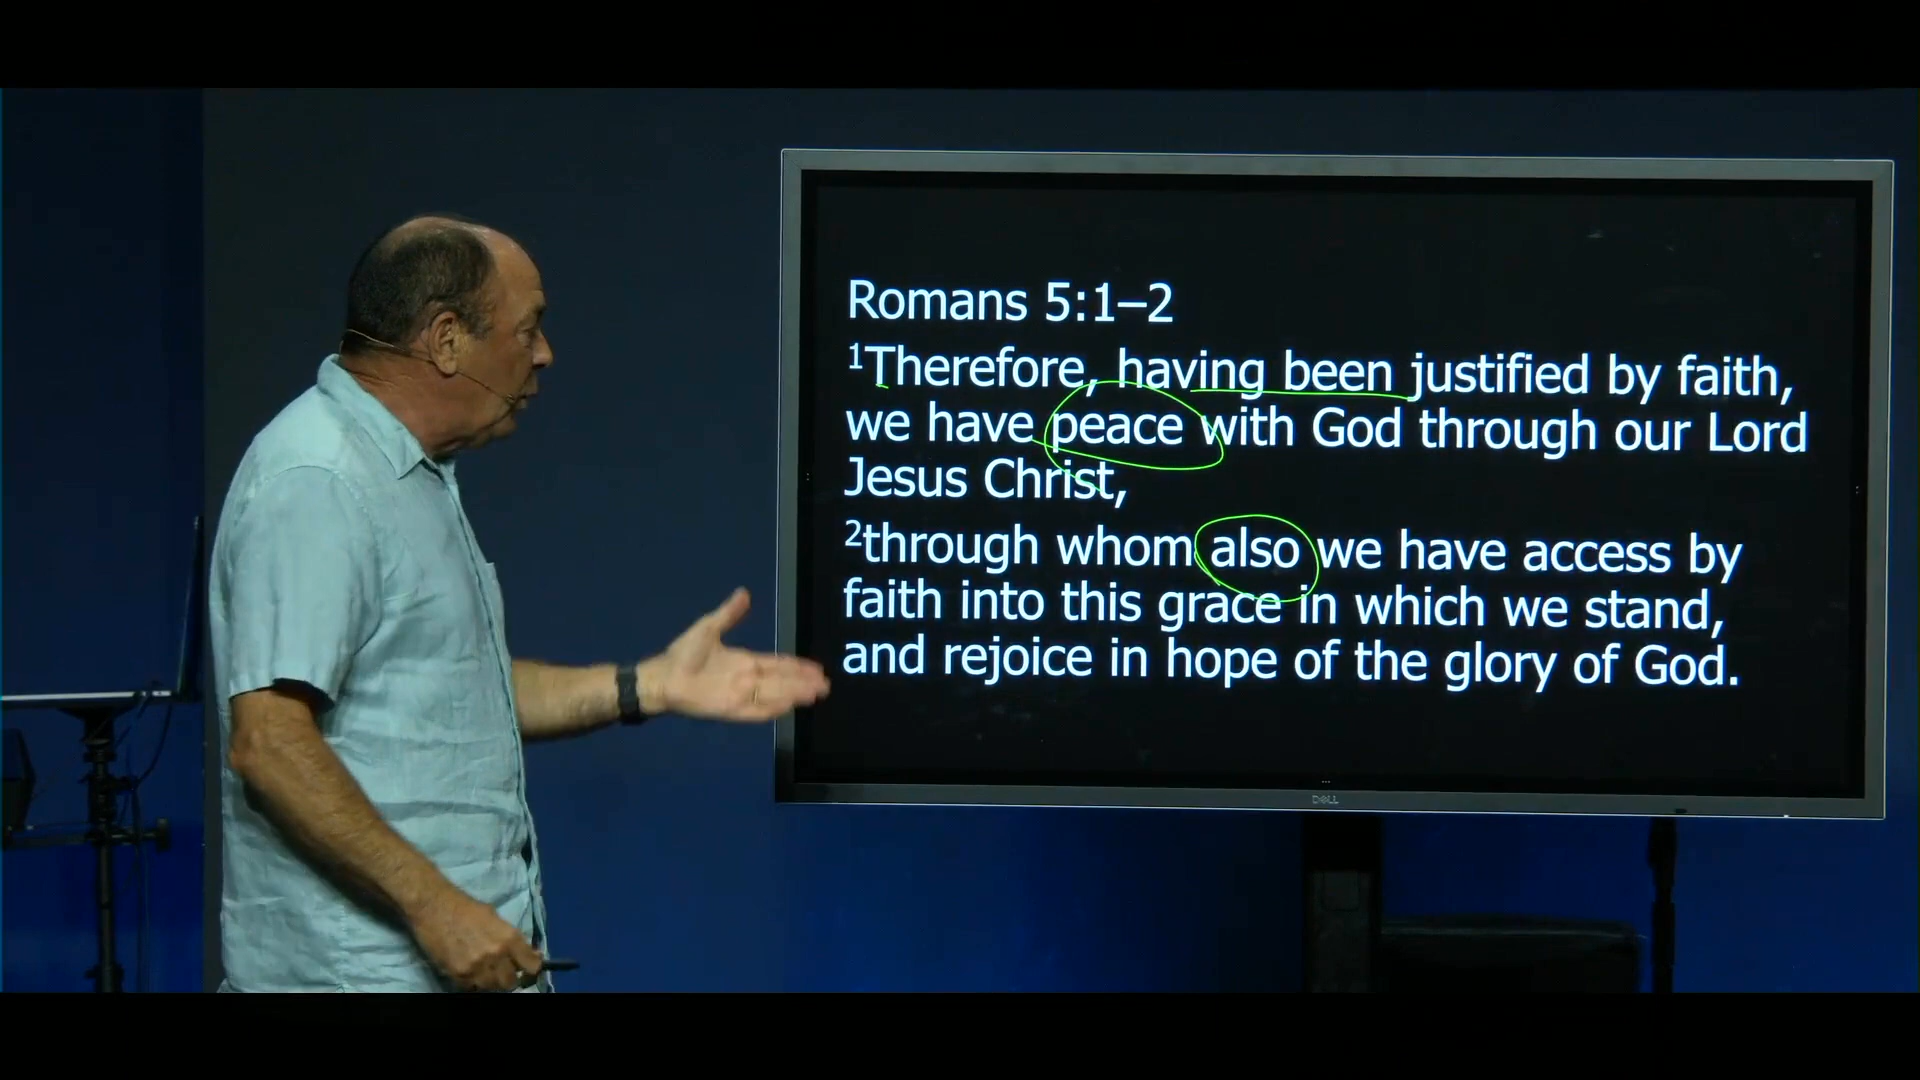 Romans 5:1–2
¹Therefore, having been justified by faith,
we have peace with God through our Lord
Jesus Christ,
²through whom also we have access by
faith into this grace in which we stand,
and rejoice in hope of the glory of God.
DELL